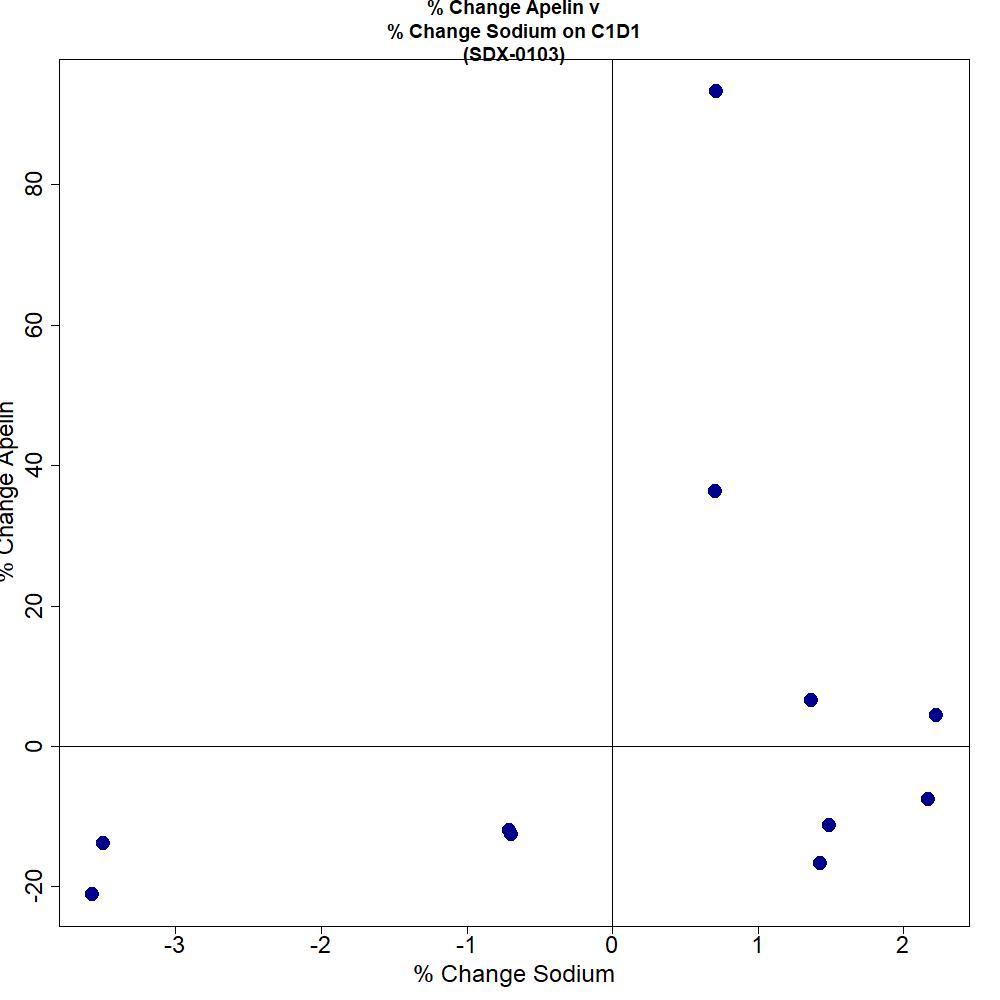 % Change Apelin v
% Change Sodium on C1D1
(SDX-0103)
% Change Apelin
80
60
40
20
0
-20
-3
-2
-1
0
1
2
% Change Sodium